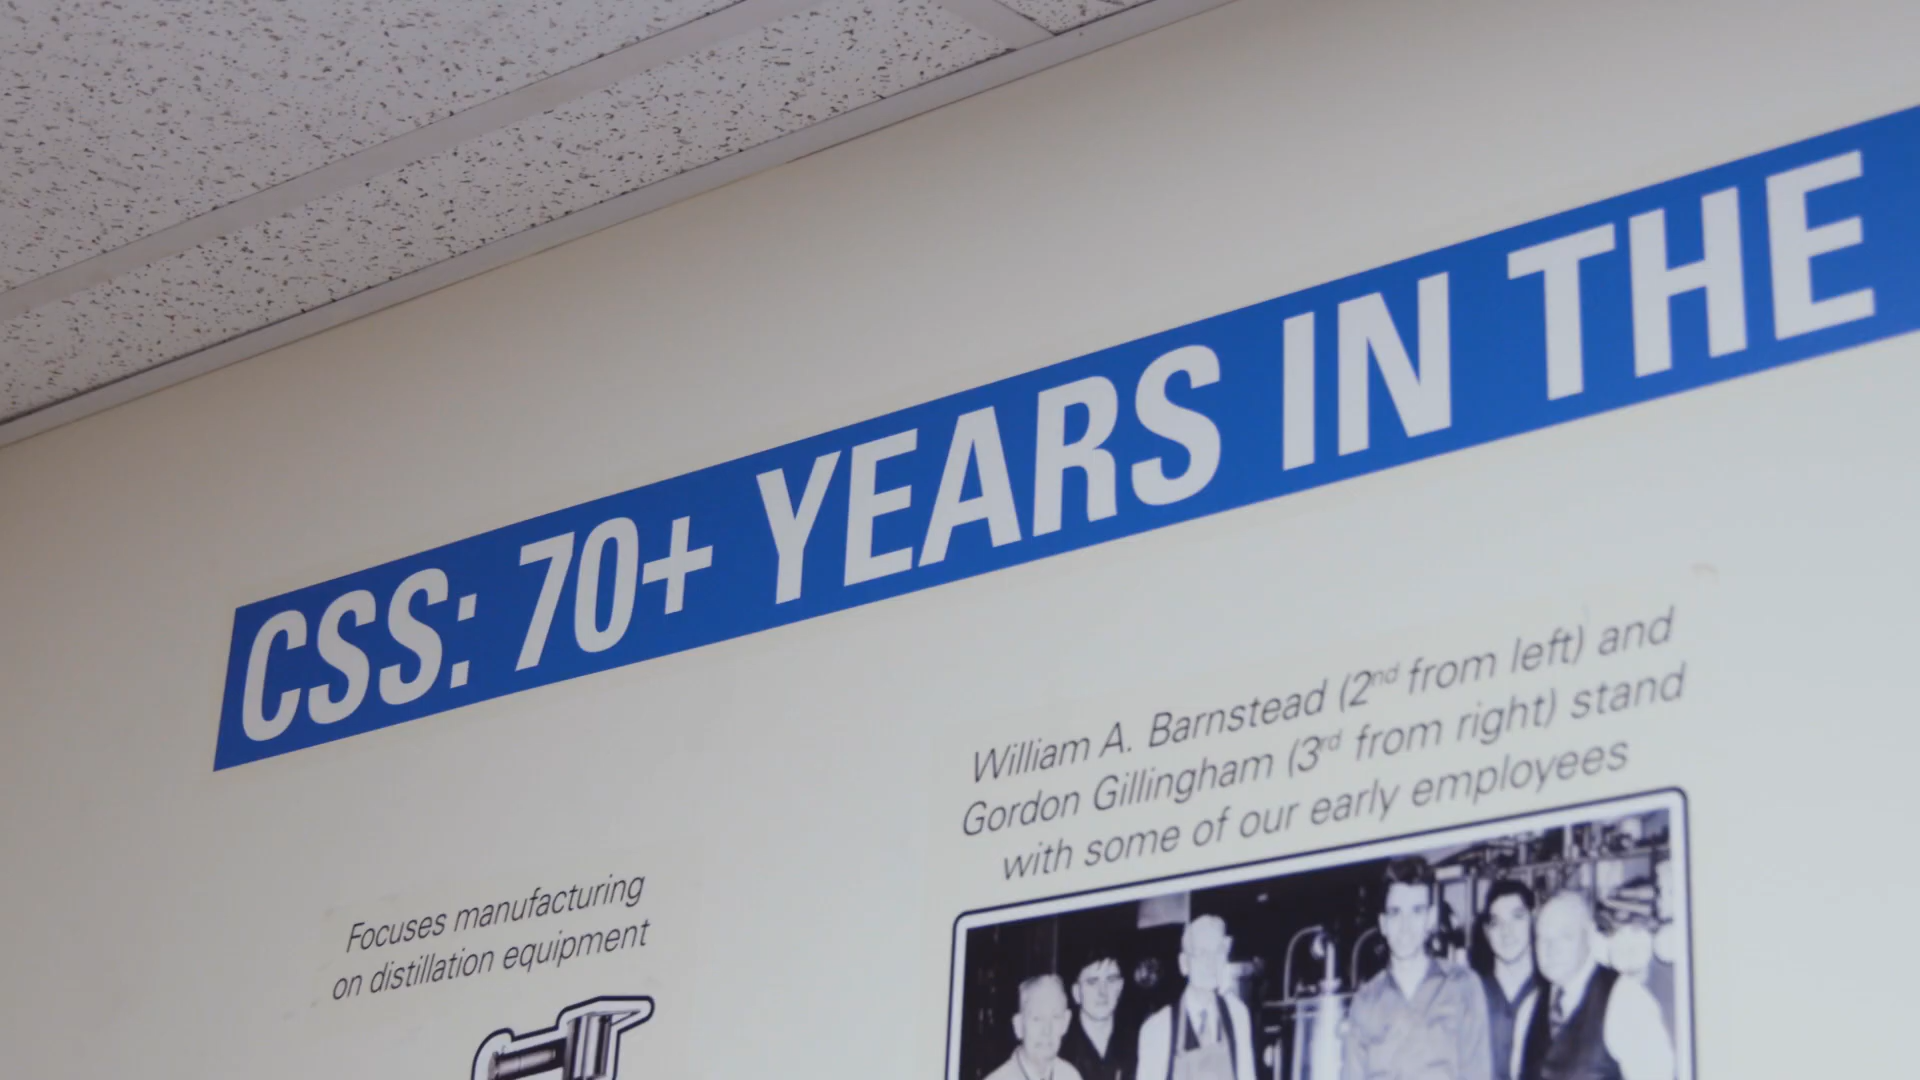 CSS: 70+ YEARS IN THE
William A. Barnstead (2nd from left) and
Gordon Gillingham (3rd from right) stand
with some of our early employees
Focuses manufacturing
on distillation equipment